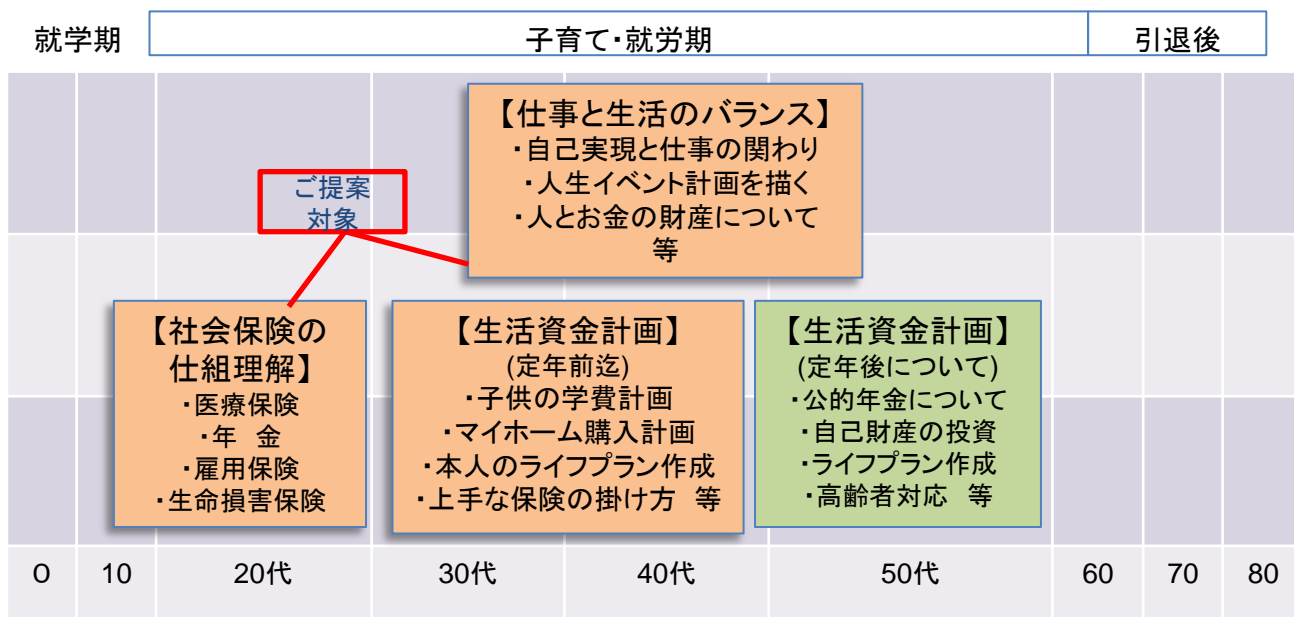 就学期
子育て・就労期
引退後
【仕事と生活のバランス】
・自己実現と仕事の関わり
・人生イベント計画を描く
・人とお金の財産について
等
ご提案
対象
【社会保険の
仕組理解】
・医療保険
・年　金
・雇用保険
・生命損害保険
【生活資金計画】
(定年前迄)
・子供の学費計画
・マイホーム購入計画
・本人のライフプラン作成
・上手な保険の掛け方　等
【生活資金計画】
(定年後について)
・公的年金について
・自己財産の投資
・ライフプラン作成
・高齢者対応　等
0　10　20代　30代　40代　50代　60　70　80